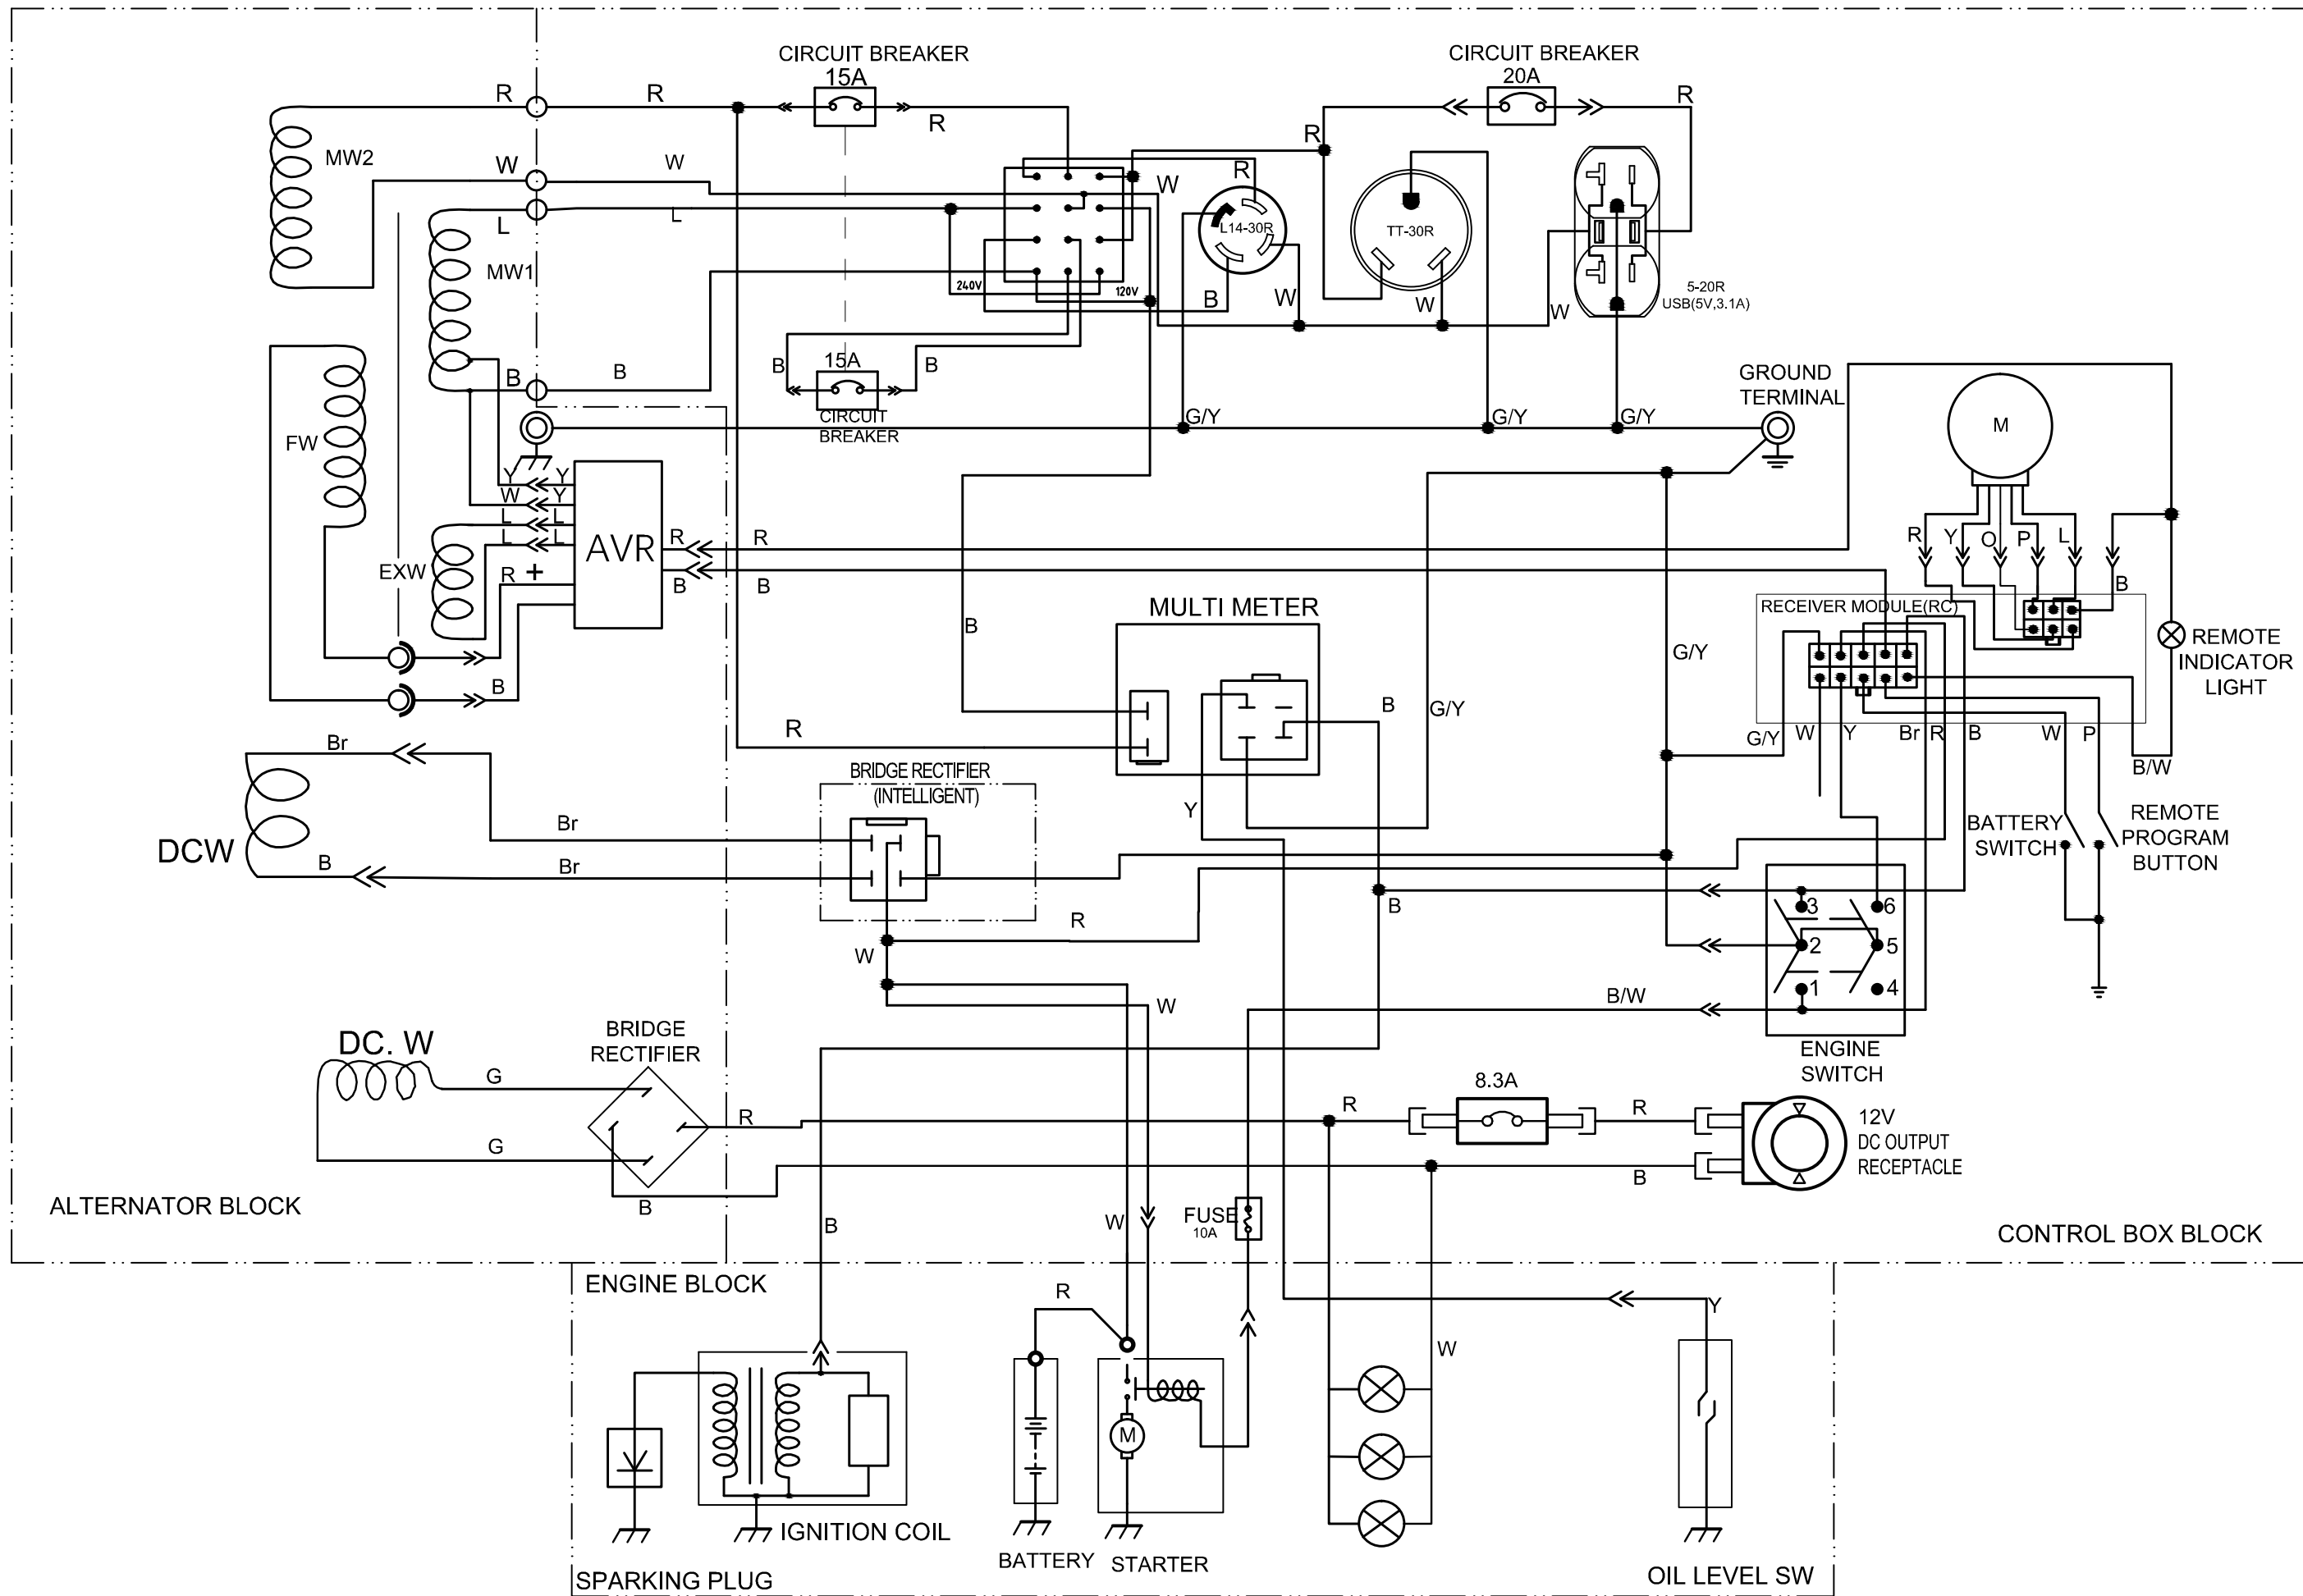 CIRCUIT BREAKER
15A
CIRCUIT BREAKER
20A
R
R
R
R
R
MW2
W
W
L
L
MW1
R
W
L14-30R
TT-30R
B
W
W
W
240V
120V
5-20R
USB(5V,3.1A)
B
B
B
15A
B
CIRCUIT
BREAKER
G/Y
G/Y
G/Y
GROUND
TERMINAL
M
FW
Y
Y
W
Y
L
L
L
L
EXW
R
+
AVR
R
R
B
B
B
R
Y
O
P
L
B
MULTI METER
RECEIVER MODULE(RC)
REMOTE
INDICATOR
LIGHT
B
G/Y
B
G/Y
R
G/Y
W
Y
Br
R
B
W
P
B/W
Br
Br
DCW
B
Br
BRIDGE RECTIFIER
(INTELLIGENT)
Y
BATTERY
SWITCH
REMOTE
PROGRAM
BUTTON
R
W
W
B
3
6
2
5
1
4
B/W
ENGINE
SWITCH
DC. W
BRIDGE
RECTIFIER
G
G
R
B
R
8.3A
R
B
12V
DC OUTPUT
RECEPTACLE
ALTERNATOR BLOCK
B
W
FUSE
10A
CONTROL BOX BLOCK
ENGINE BLOCK
R
Y
W
M
IGNITION COIL
BATTERY
STARTER
SPARKING PLUG
OIL LEVEL SW